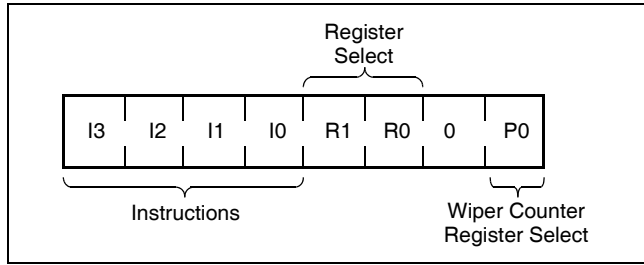 Register
Select
I3 I2 I1 I0 R1 R0 0 P0
Instructions
Wiper Counter
Register Select